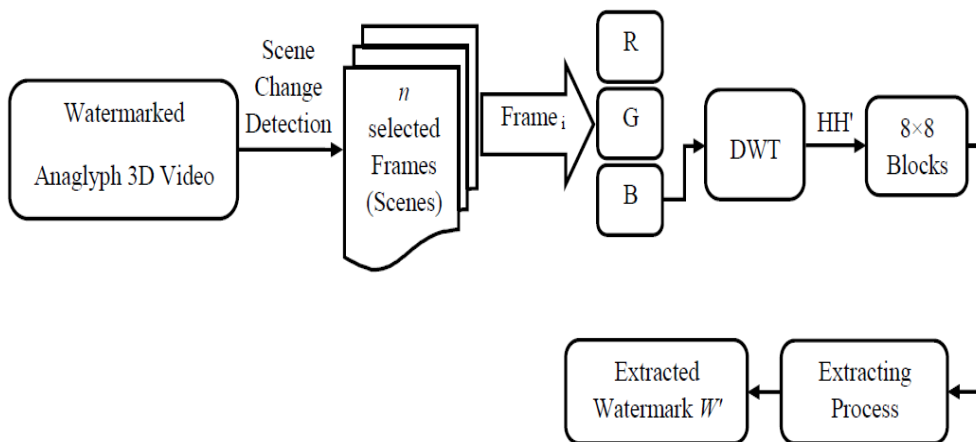 Watermarked
Anaglyph 3D Video
Scene
Change
Detection
n
selected
Frames
(Scenes)
Frame i
R
G
B
DWT
HH'
8×8
Blocks
Extracting
Process
Extracted
Watermark W'